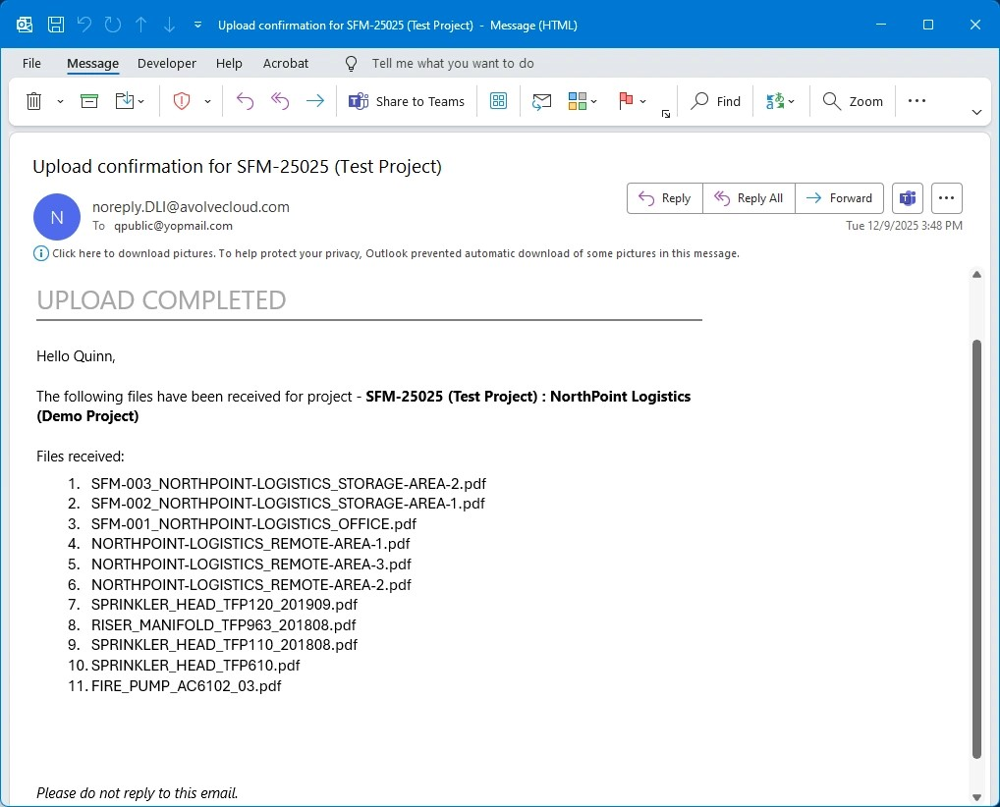 Upload confirmation for SFM-25025 (Test Project) - Message (HTML)
File Message Developer Help Acrobat Tell me what you want to do
Share to Teams Find Zoom
Upload confirmation for SFM-25025 (Test Project)
N
noreply.DLI@avolvecloud.com
To qpublic@yopmail.com
Reply Reply All Forward
Tue 12/9/2025 3:48 PM
Click here to download pictures. To help protect your privacy, Outlook prevented automatic download of some pictures in this message.
UPLOAD COMPLETED
Hello Quinn,
The following files have been received for project - SFM-25025 (Test Project) : NorthPoint Logistics
(Demo Project)
Files received:
1. SFM-003_NORTHPOINT-LOGISTICS_STORAGE-AREA-2.pdf
2. SFM-002_NORTHPOINT-LOGISTICS_STORAGE-AREA-1.pdf
3. SFM-001_NORTHPOINT-LOGISTICS_OFFICE.pdf
4. NORTHPOINT-LOGISTICS_REMOTE-AREA-1.pdf
5. NORTHPOINT-LOGISTICS_REMOTE-AREA-3.pdf
6. NORTHPOINT-LOGISTICS_REMOTE-AREA-2.pdf
7. SPRINKLER_HEAD_TFP120_201909.pdf
8. RISER_MANIFOLD_TFP963_201808.pdf
9. SPRINKLER_HEAD_TFP110_201808.pdf
10. SPRINKLER_HEAD_TFP610.pdf
11. FIRE_PUMP_AC6102_03.pdf
Please do not reply to this email.